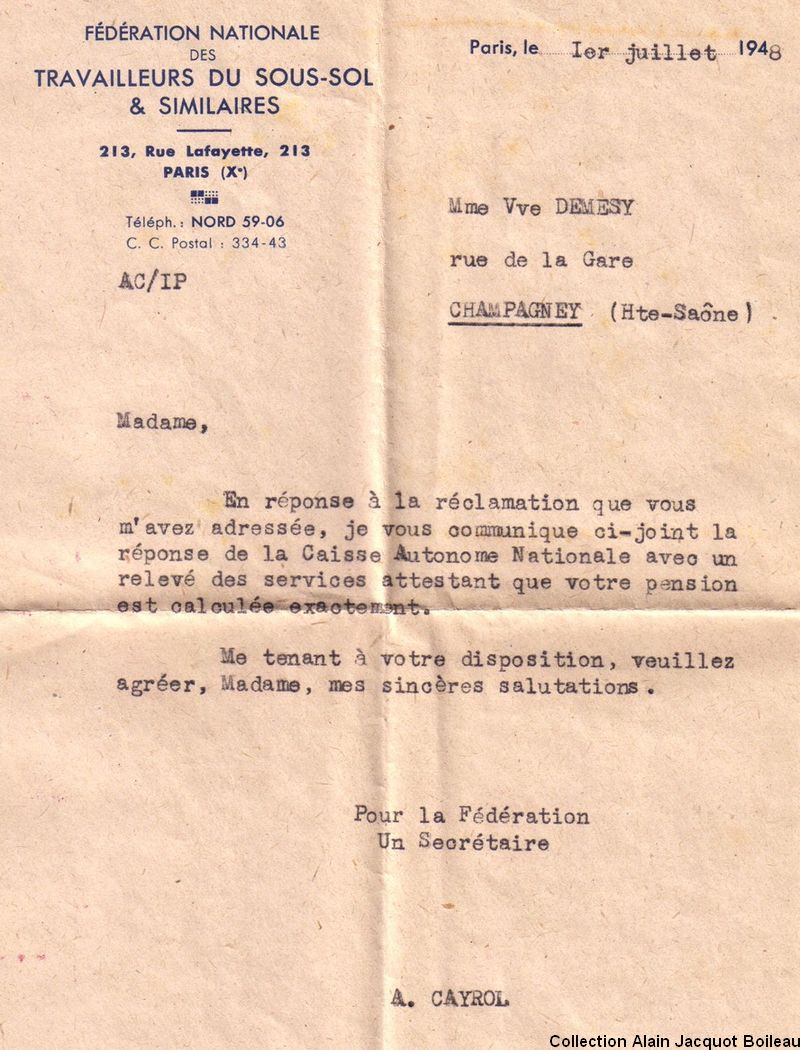 FÉDÉRATION NATIONALE
DES
TRAVAILLEURS DU SOUS-SOL
& SIMILAIRES
213, Rue Lafayette, 213
PARIS (Xe)
Téléph.: NORD 59-06
C. C. Postal : 334-43
AC/IP
Paris, le Ier juillet 1948
Mme Vve DEMESY
rue de la Gare
CHAMPAGNEY (Hte-Saône)
Madame,
En réponse à la réclamation que vous
m'avez adressée, je vous communique ci-joint la
réponse de la Caisse Autonome Nationale avec un
relevé des services attestant que votre pension
est calculée exactement.
Me tenant à votre disposition, veuillez
agréer, Madame, mes sincères salutations.
Pour la Fédération
Un Secrétaire
A. CAYROL
Collection Alain Jacquot Boileau